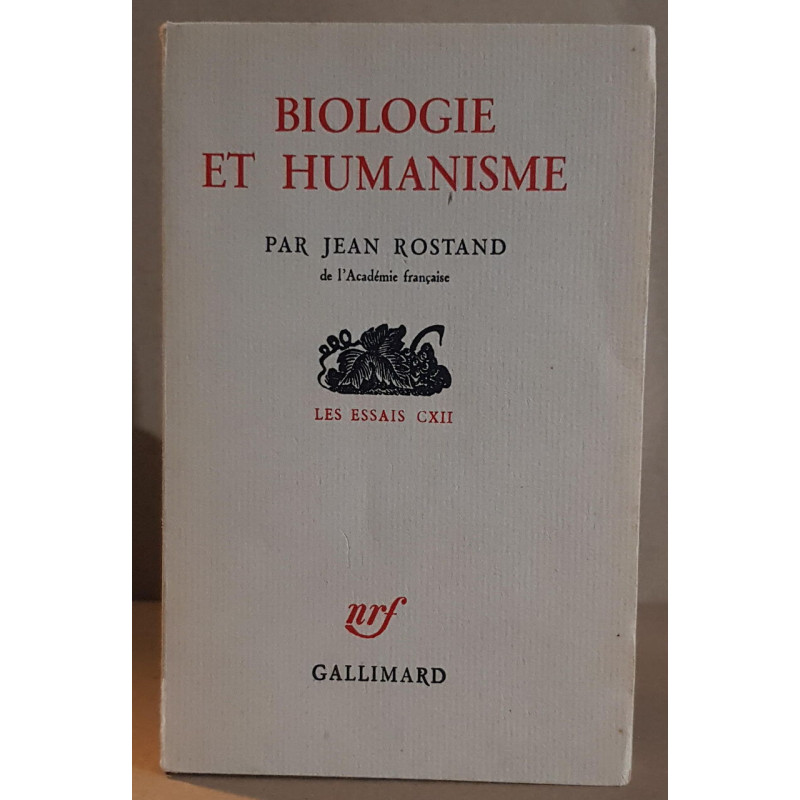 BIOLOGIE
ET HUMANISME
PAR JEAN ROSTAND
de l'Académie française
LES ESSAIS CXII
nrf
GALLIMARD